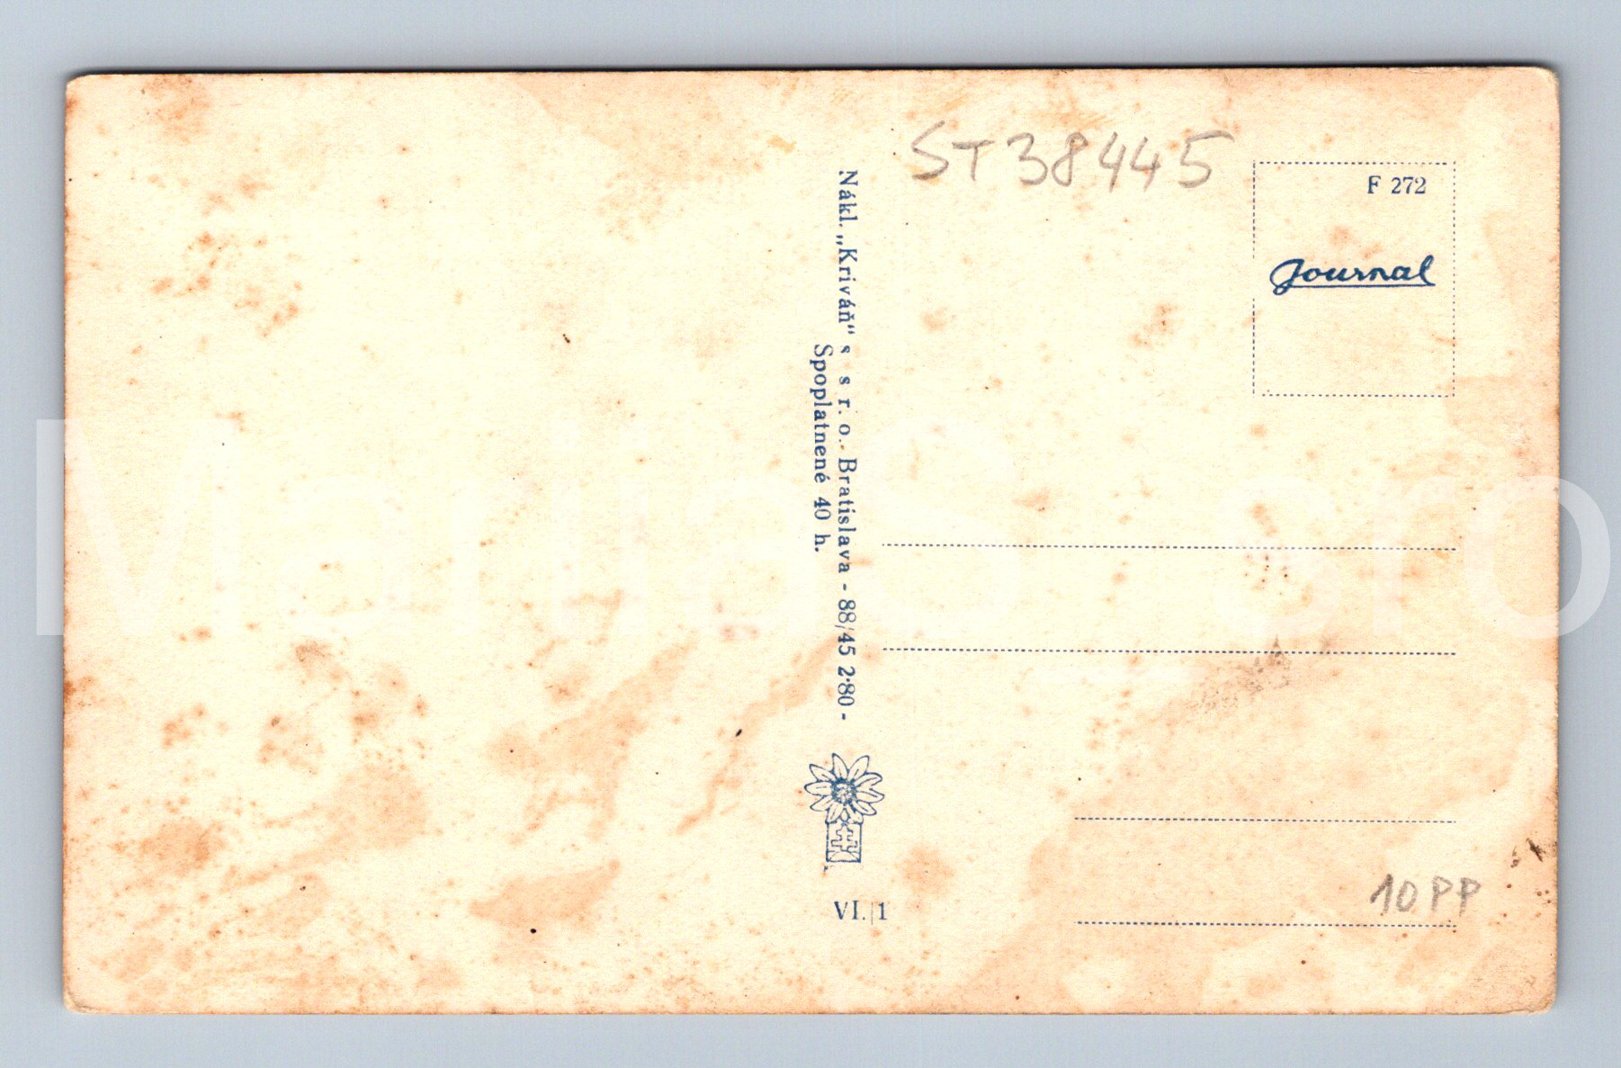 ST38445
F 272
Journal
Nákl. „Kriváň" s s r. o. Bratislava - 88/45 2·80 -
Spoplatnené 40 h.
VI./1
10PP